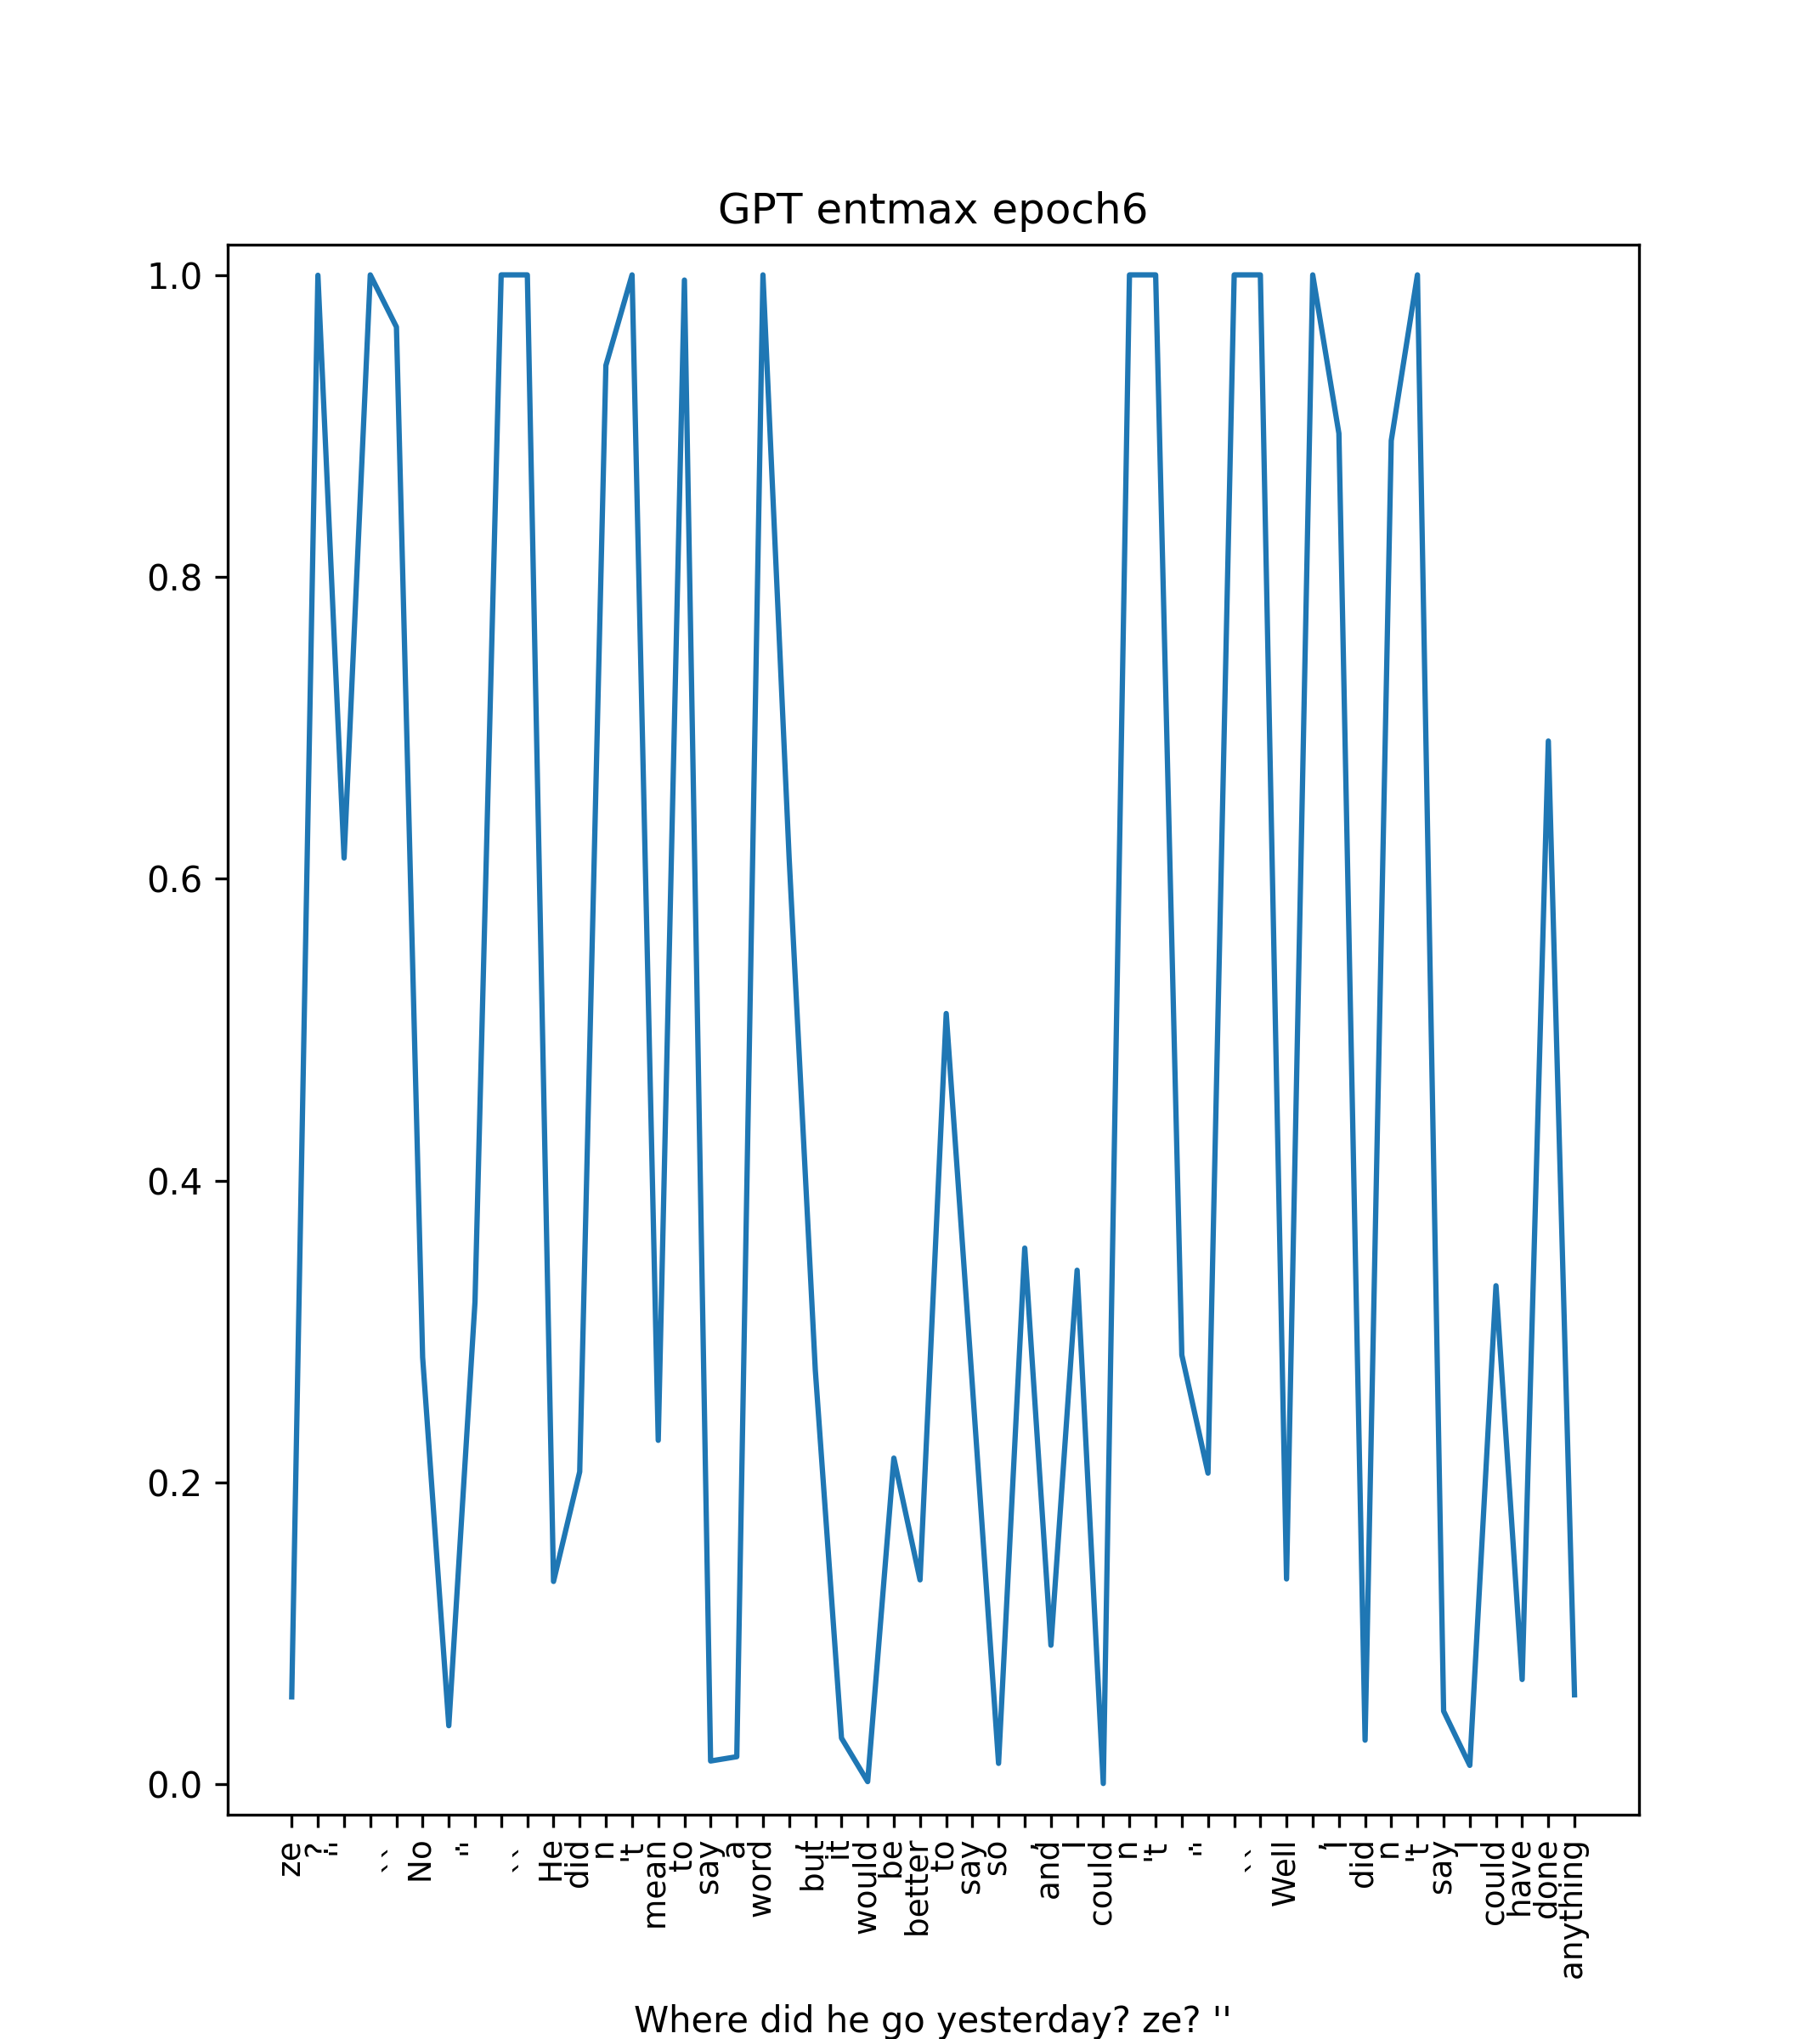 GPT entmax epoch6
1.0
0.8
0.6
0.4
0.2
0.0
ze
?
''
``
No
.
''
``
He
did
n
't
mean
to
say
a
word
,
but
it
would
be
better
to
say
so
,
and
I
could
n
't
.
''
``
Well
,
I
did
n
't
say
I
could
have
done
anything
Where did he go yesterday? ze? ''